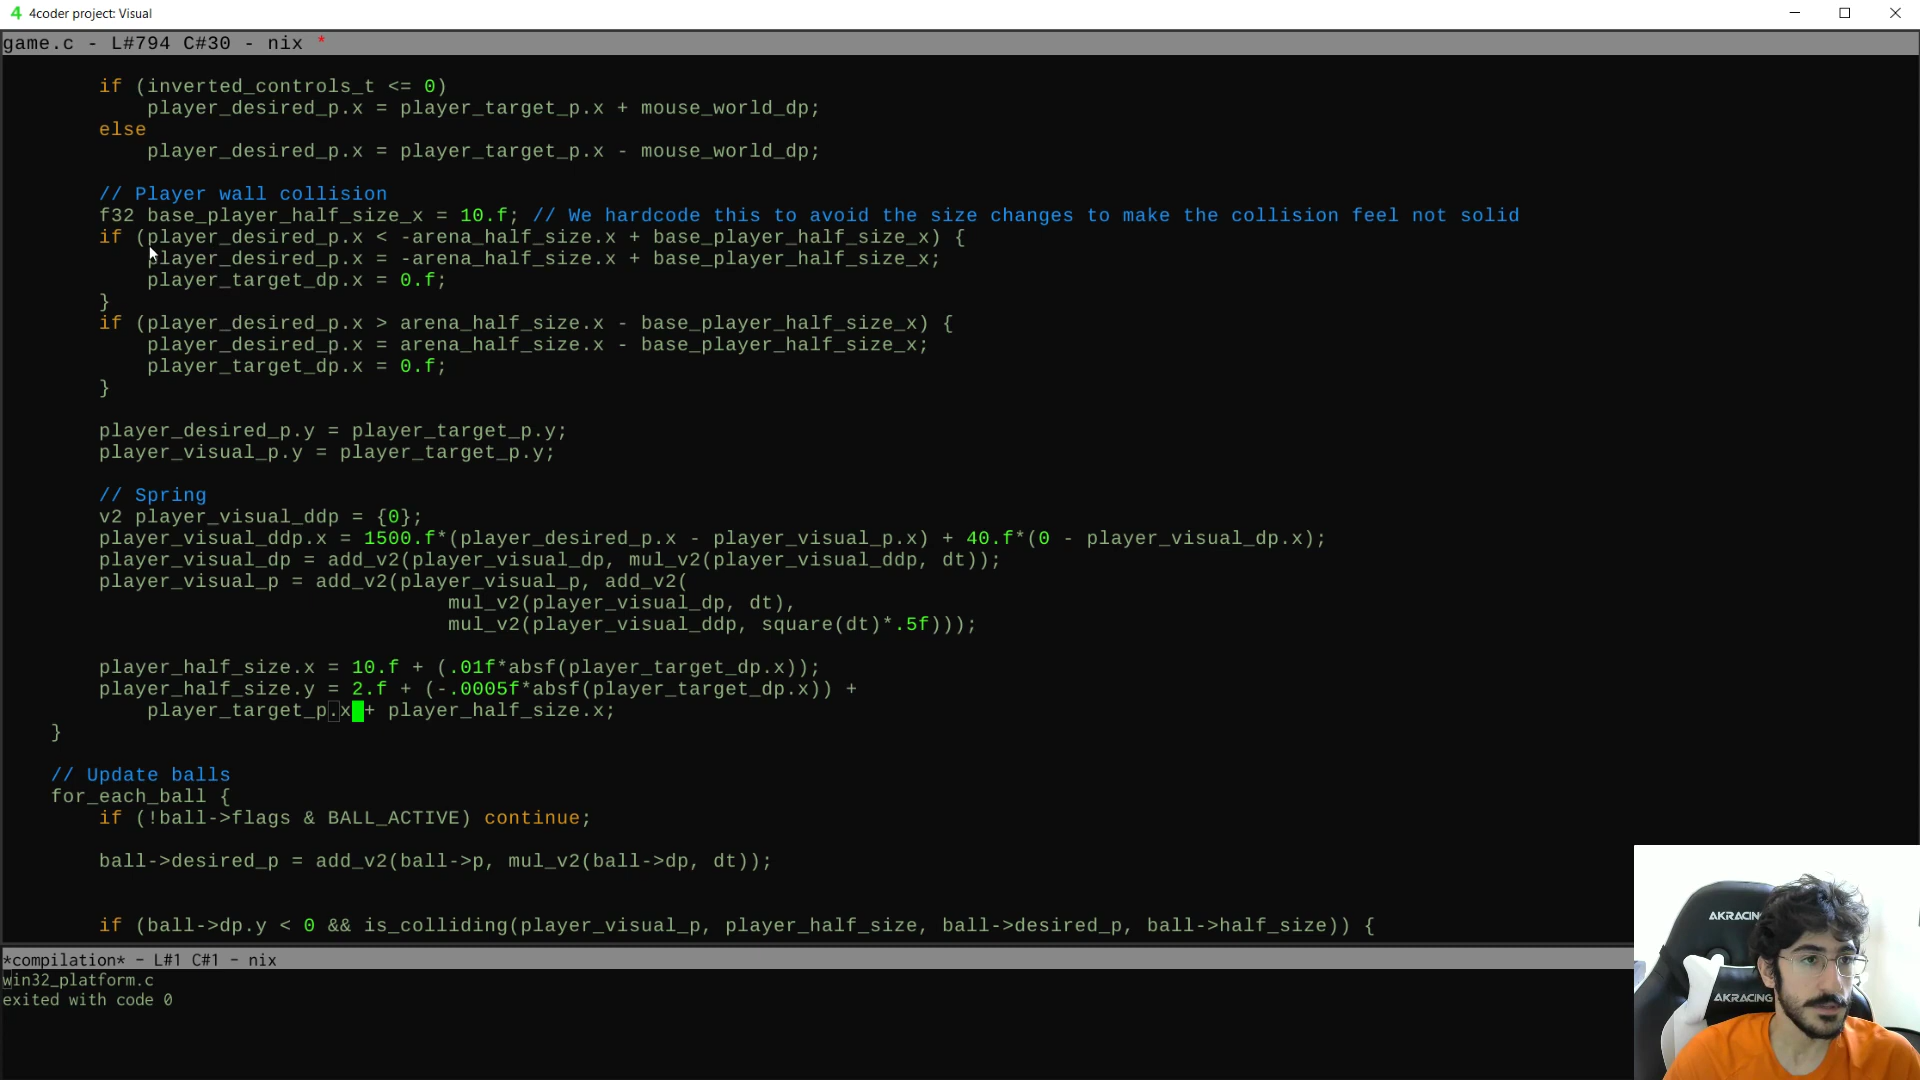 4 4coder project: Visual
game.c - L#794 C#30 - nix *
if (inverted_controls_t <= 0)
player_desired_p.x = player_target_p.x + mouse_world_dp;
else
player_desired_p.x = player_target_p.x - mouse_world_dp;
// Player wall collision
f32 base_player_half_size_x = 10.f; // We hardcode this to avoid the size changes to make the collision feel not solid
if (player_desired_p.x < -arena_half_size.x + base_player_half_size_x) {
player_desired_p.x = -arena_half_size.x + base_player_half_size_x;
player_target_dp.x = 0.f;
}
if (player_desired_p.x > arena_half_size.x - base_player_half_size_x) {
player_desired_p.x = arena_half_size.x - base_player_half_size_x;
player_target_dp.x = 0.f;
}
player_desired_p.y = player_target_p.y;
player_visual_p.y = player_target_p.y;
// Spring
v2 player_visual_ddp = {0};
player_visual_ddp.x = 1500.f*(player_desired_p.x - player_visual_p.x) + 40.f*(0 - player_visual_dp.x);
player_visual_dp = add_v2(player_visual_dp, mul_v2(player_visual_ddp, dt));
player_visual_p = add_v2(player_visual_p, add_v2(
mul_v2(player_visual_dp, dt),
mul_v2(player_visual_ddp, square(dt)*.5f)));
player_half_size.x = 10.f + (.01f*absf(player_target_dp.x));
player_half_size.y = 2.f + (-.0005f*absf(player_target_dp.x)) +
player_target_p.x + player_half_size.x;
}
// Update balls
for_each_ball {
if (!ball->flags & BALL_ACTIVE) continue;
ball->desired_p = add_v2(ball->p, mul_v2(ball->dp, dt));
if (ball->dp.y < 0 && is_colliding(player_visual_p, player_half_size, ball->desired_p, ball->half_size)) {
*compilation* - L#1 C#1 - nix
win32_platform.c
exited with code 0
AKRACING
AKRACING